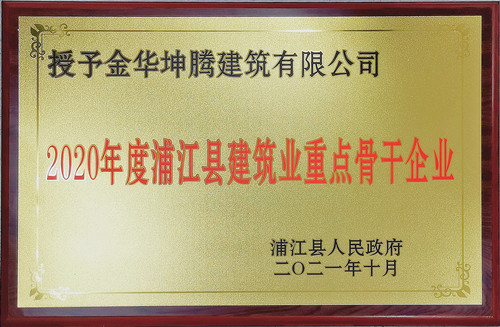 授予金华坤腾建筑有限公司
2020年度浦江县建筑业重点骨干企业
浦江县人民政府
二〇二一年十月